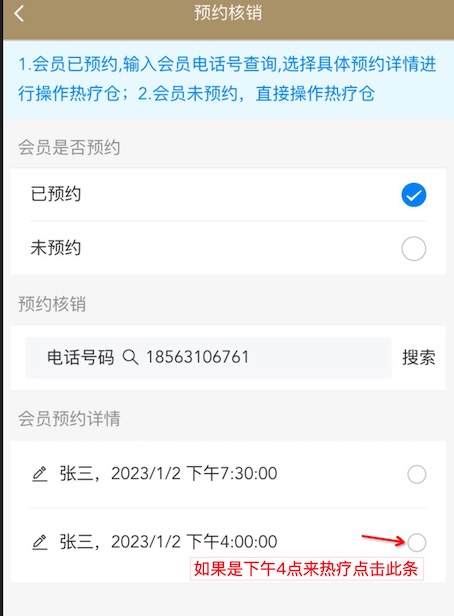 预约核销
1.会员已预约,输入会员电话号查询,选择具体预约详情进
行操作热疗仓；2.会员未预约，直接操作热疗仓
会员是否预约
已预约
未预约
预约核销
电话号码 18563106761 搜索
会员预约详情
张三，2023/1/2 下午7:30:00
张三，2023/1/2 下午4:00:00
如果是下午4点来热疗点击此条